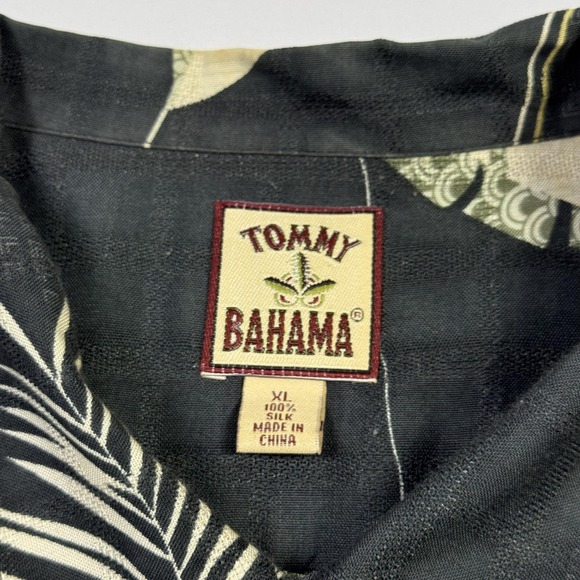 TOMMY
BAHAMA®
XL
100%
SILK
MADE IN
CHINA